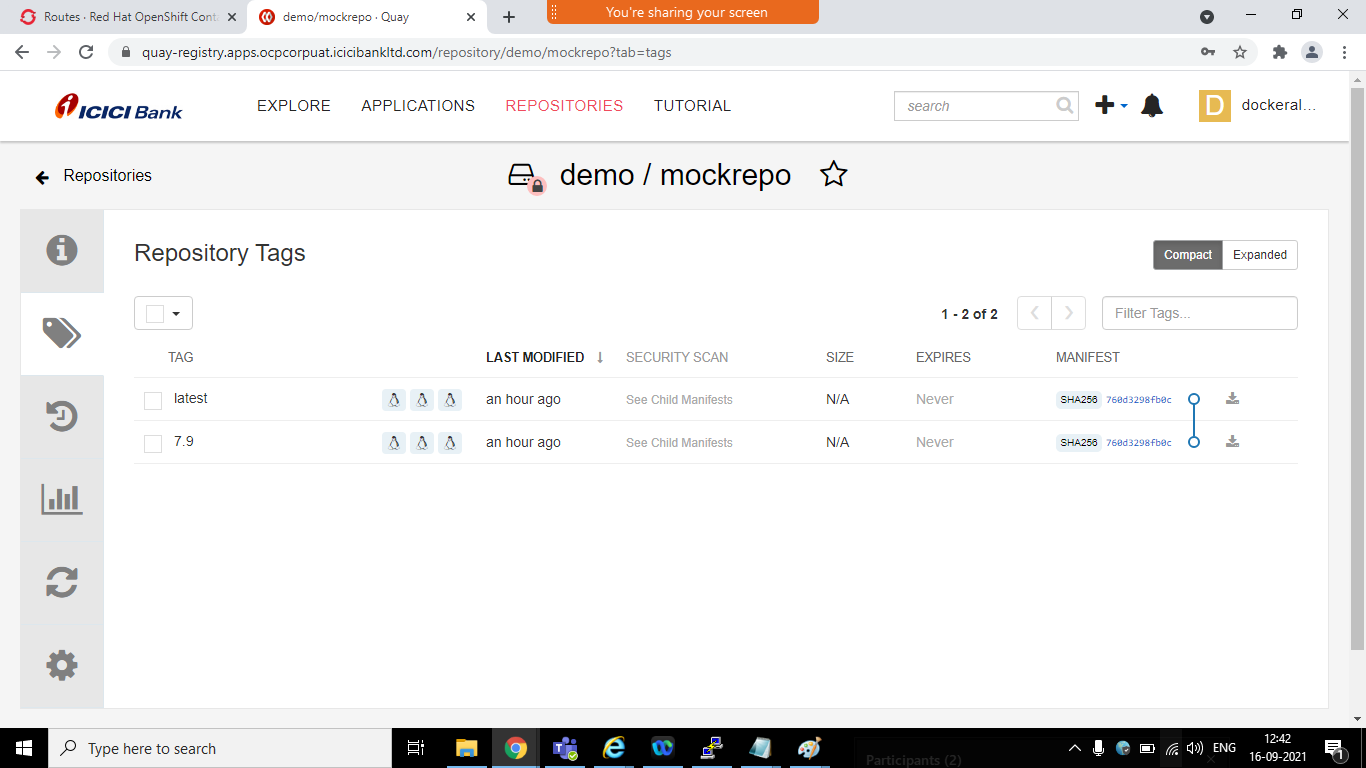 Routes · Red Hat OpenShift Conta
demo/mockrepo · Quay
You're sharing your screen
quay-registry.apps.ocpcorpuat.icicibankltd.com/repository/demo/mockrepo?tab=tags
ICICI Bank
EXPLORE
APPLICATIONS
REPOSITORIES
TUTORIAL
search
D
dockeral...
Repositories
demo / mockrepo
Repository Tags
Compact
Expanded
1 - 2 of 2
Filter Tags...
TAG LAST MODIFIED SECURITY SCAN SIZE EXPIRES MANIFEST
latest an hour ago See Child Manifests N/A Never SHA256 760d3298fb0c
7.9 an hour ago See Child Manifests N/A Never SHA256 760d3298fb0c
Type here to search
Participants (2)
ENG
12:42
16-09-2021
1